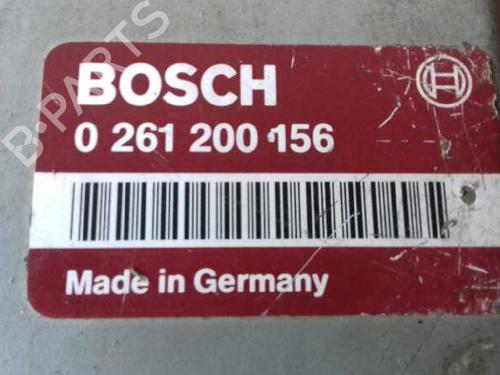 BOSCH
0 261 200 156
Made in Germany
B-PARTS